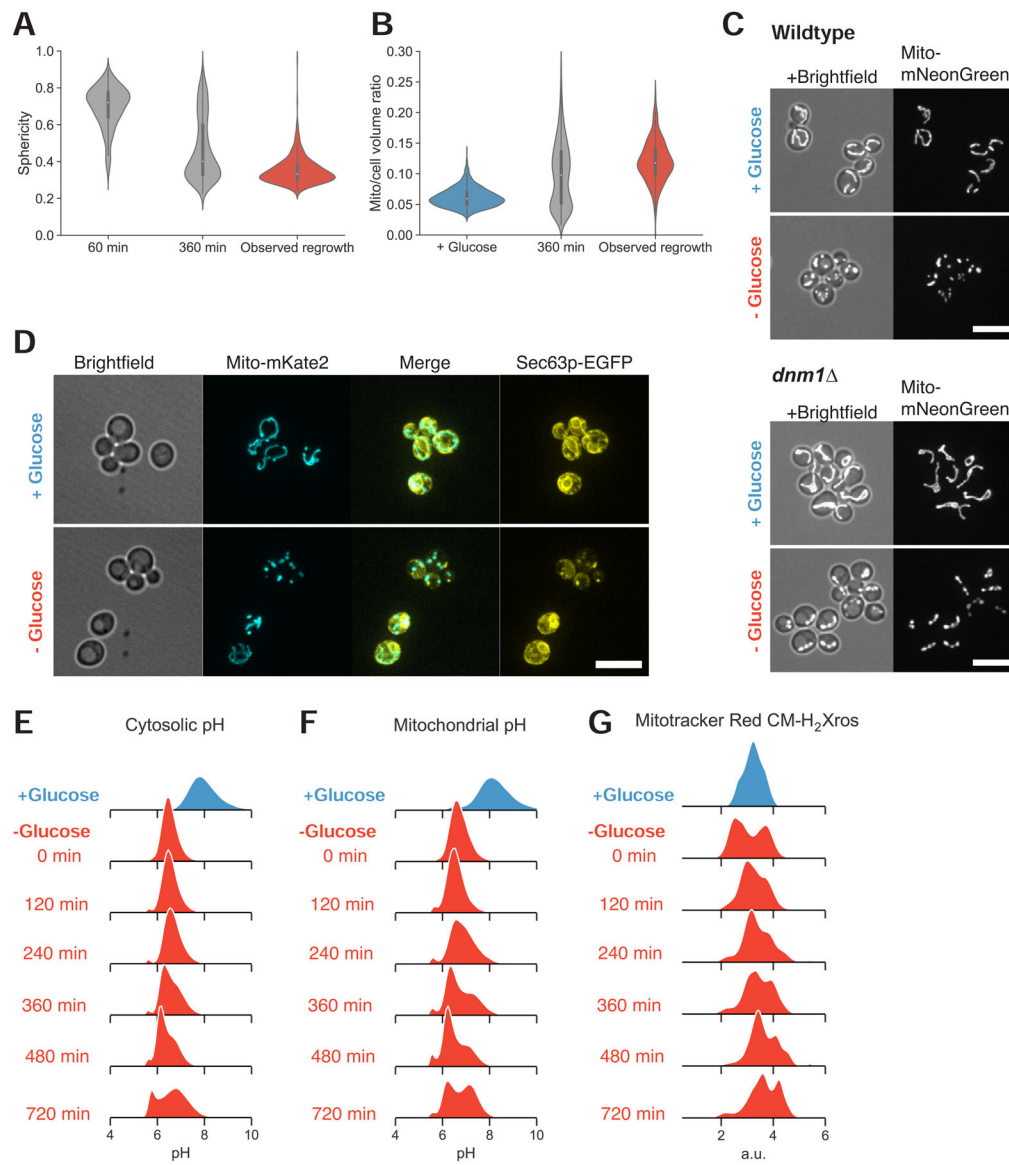 A
Sphericity
1.0
0.8
0.6
0.4
0.2
0.0
60 min
360 min
Observed regrowth
B
Mito/cell volume ratio
0.30
0.25
0.20
0.15
0.10
0.05
0.00
+ Glucose
360 min
Observed regrowth
C
Wildtype
+Brightfield
Mito-
mNeonGreen
+ Glucose
- Glucose
dnm1Δ
+Brightfield
Mito-
mNeonGreen
+ Glucose
- Glucose
D
Brightfield
Mito-mKate2
Merge
Sec63p-EGFP
+ Glucose
- Glucose
E
Cytosolic pH
+Glucose
-Glucose
0 min
120 min
240 min
360 min
480 min
720 min
4 6 8 10
pH
F
Mitochondrial pH
+Glucose
-Glucose
0 min
120 min
240 min
360 min
480 min
720 min
4 6 8 10
pH
G
Mitotracker Red CM-H₂Xros
+Glucose
-Glucose
0 min
120 min
240 min
360 min
480 min
720 min
2 4 6
a.u.